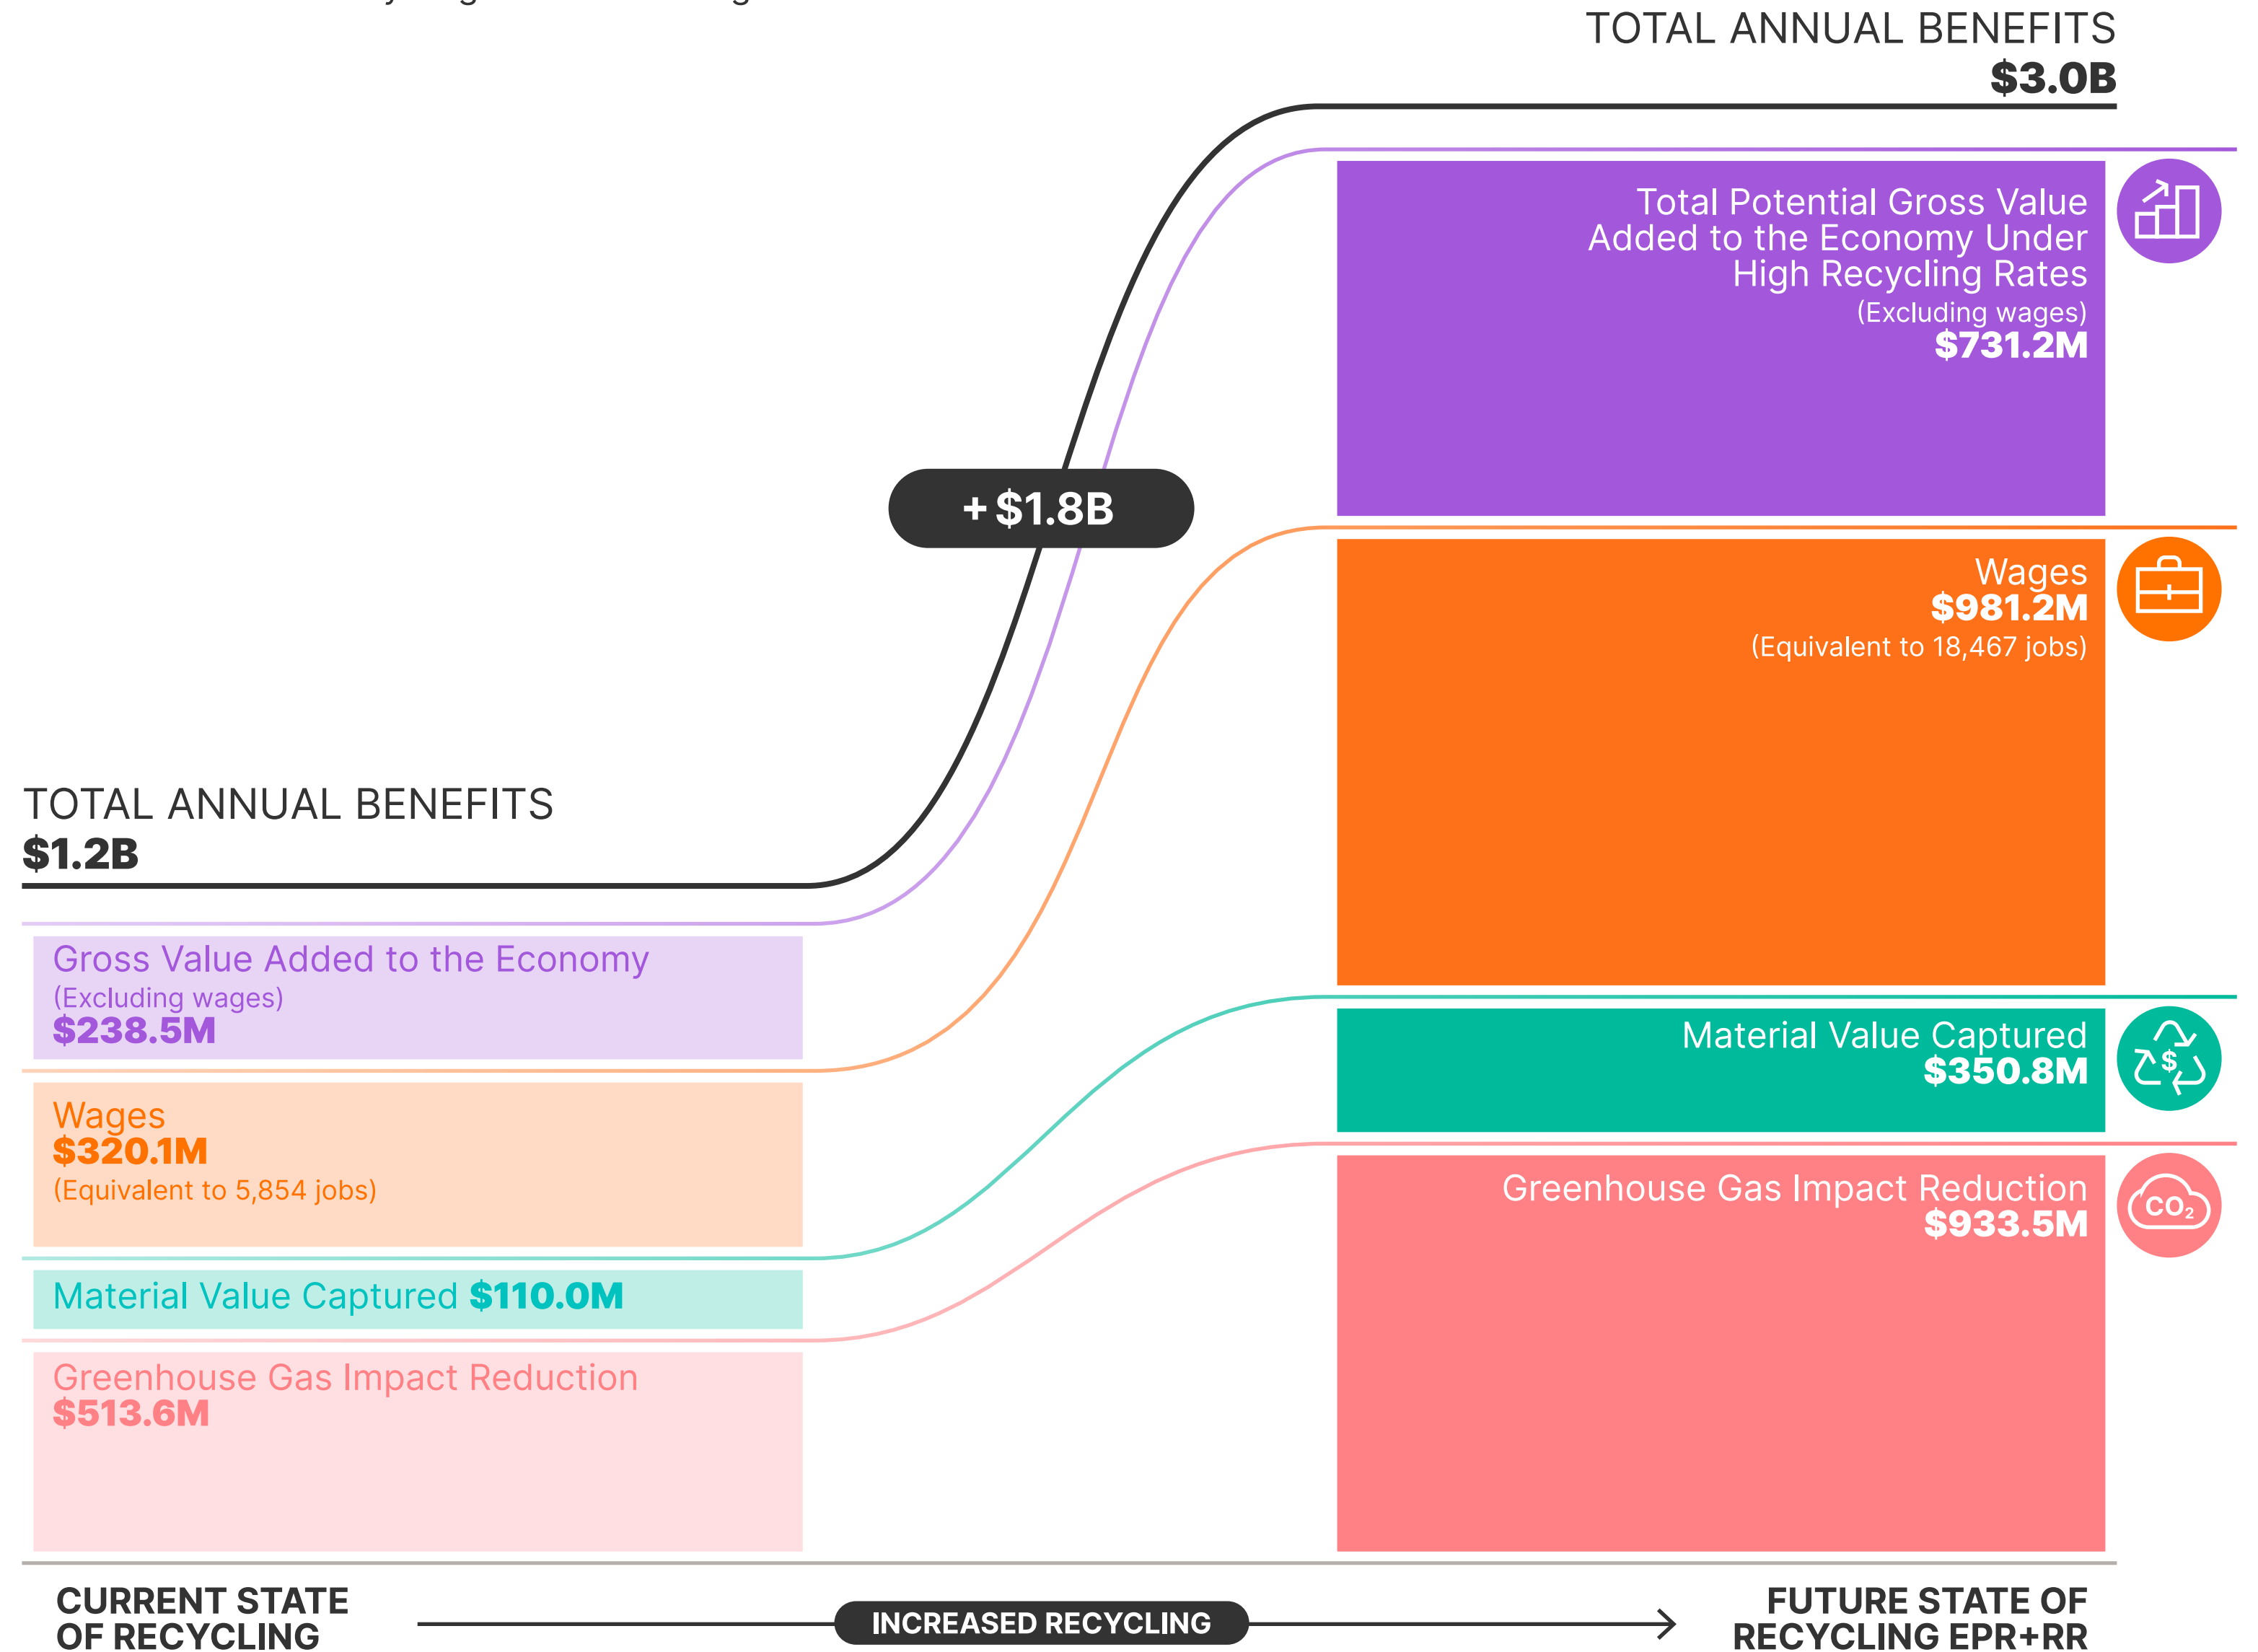 TOTAL ANNUAL BENEFITS
$3.0B
Total Potential Gross Value
Added to the Economy Under
High Recycling Rates
(Excluding wages)
$731.2M
+ $1.8B
Wages
$981.2M
(Equivalent to 18,467 jobs)
TOTAL ANNUAL BENEFITS
$1.2B
Gross Value Added to the Economy
(Excluding wages)
$238.5M
Wages
$320.1M
(Equivalent to 5,854 jobs)
Material Value Captured $110.0M
Greenhouse Gas Impact Reduction
$513.6M
Material Value Captured
$350.8M
$
Greenhouse Gas Impact Reduction
$933.5M
CO₂
CURRENT STATE
OF RECYCLING
INCREASED RECYCLING
FUTURE STATE OF
RECYCLING EPR+RR